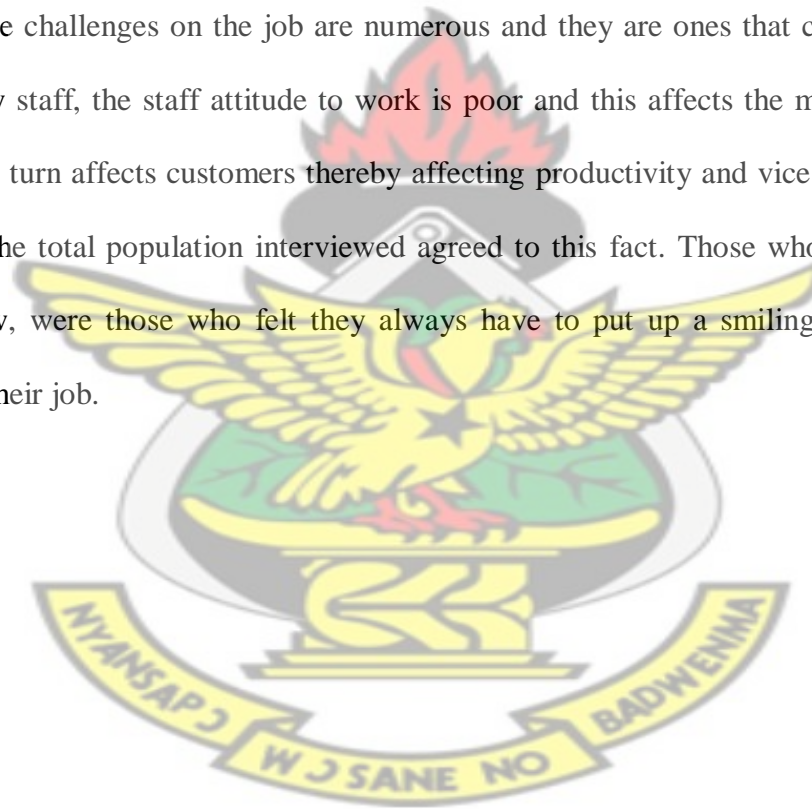 e challenges on the job are numerous and they are ones that c
y staff, the staff attitude to work is poor and this affects the m
turn affects customers thereby affecting productivity and vice
he total population interviewed agreed to this fact. Those who
, were those who felt they always have to put up a smiling
heir job.
NYANSAPƆ WƆSANE NO BADWENMA